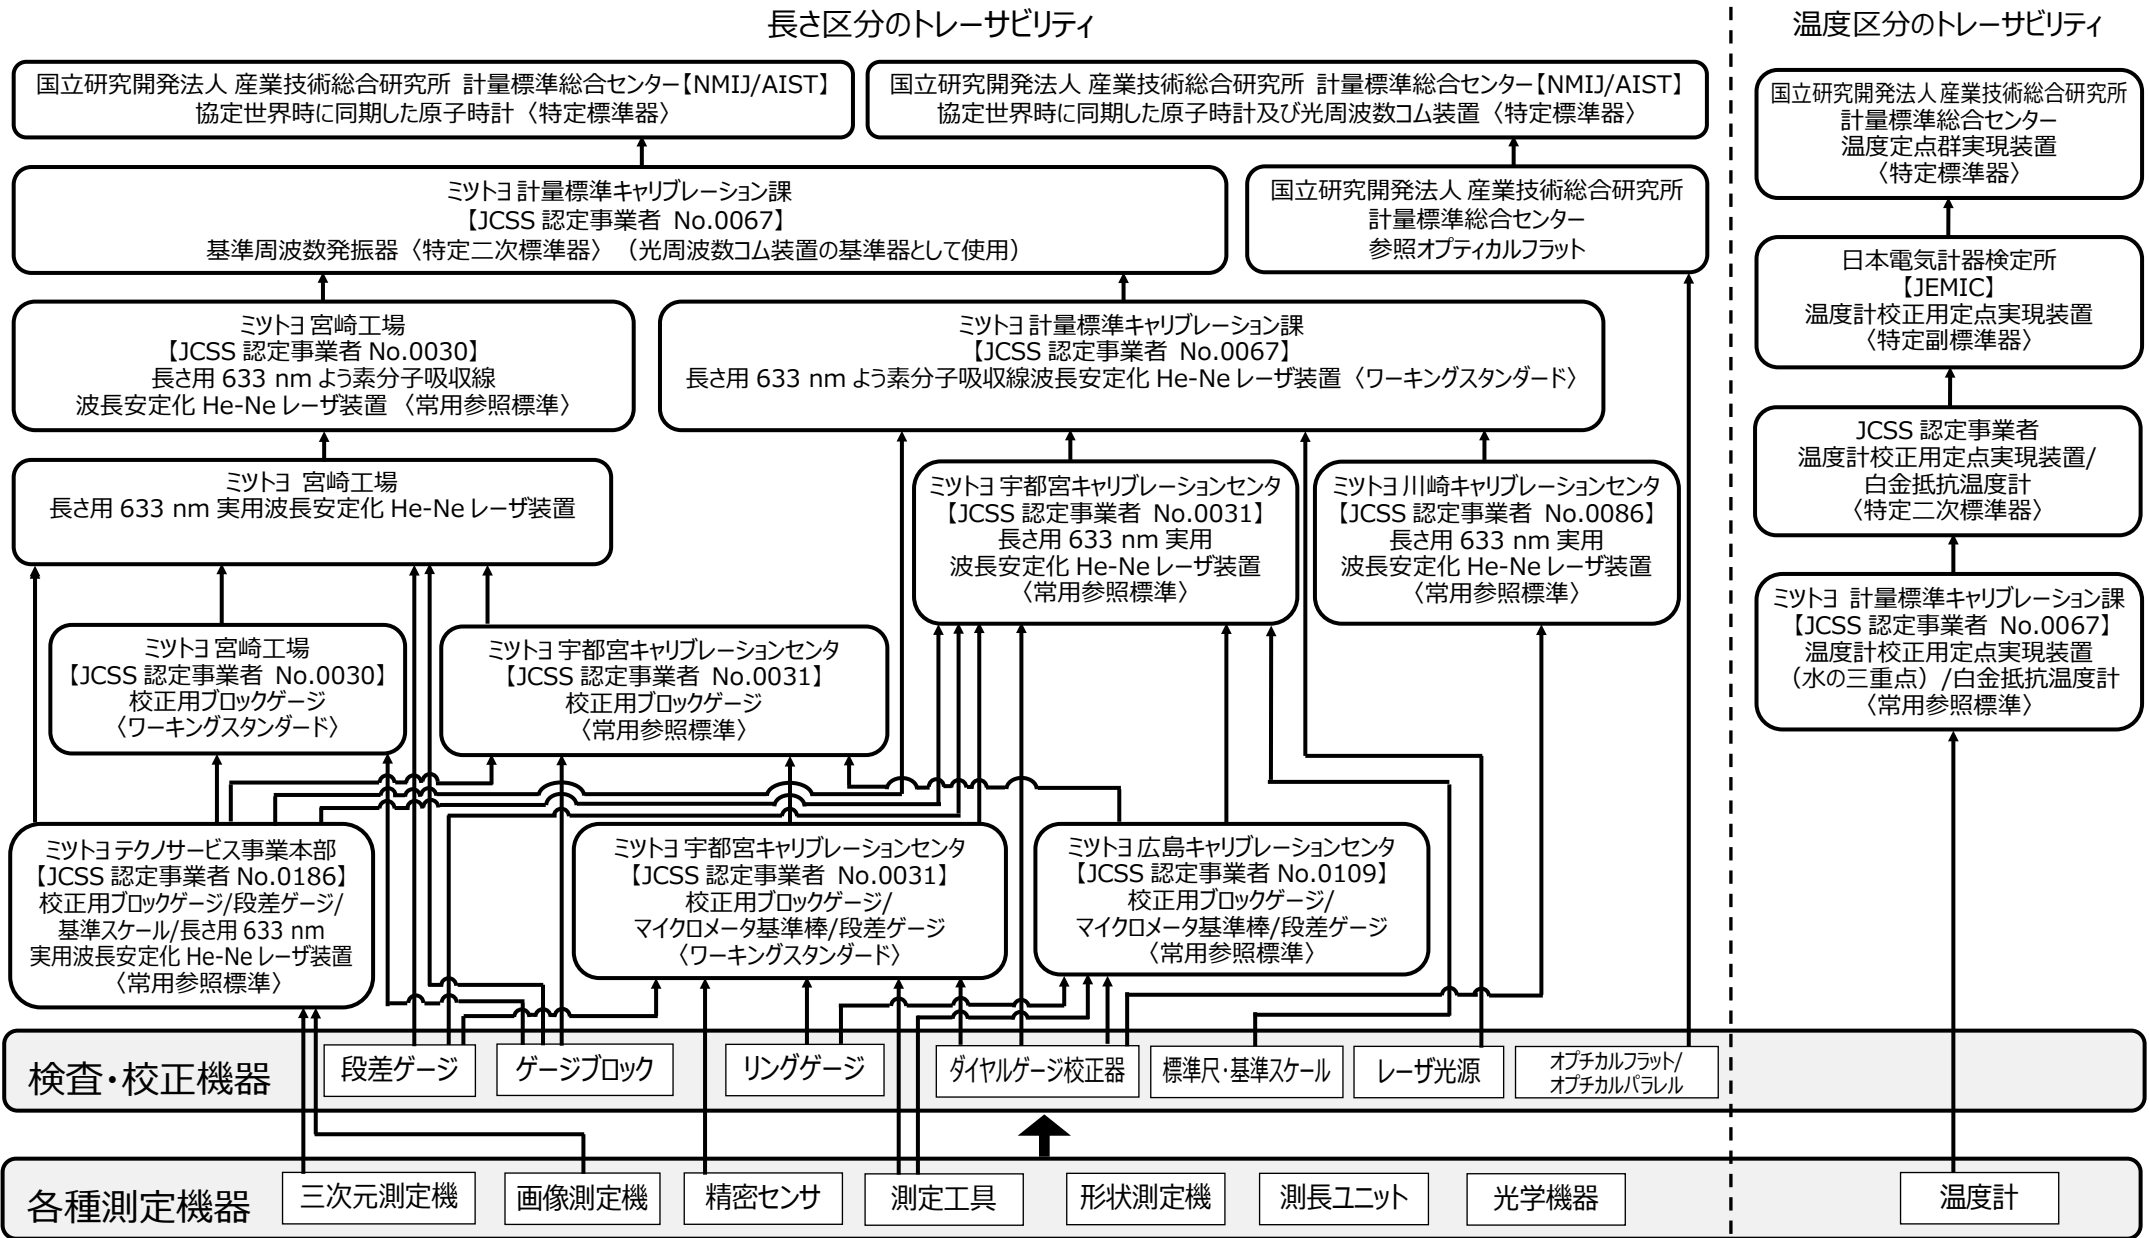 長さ区分のトレーサビリティ
温度区分のトレーサビリティ
国立研究開発法人 産業技術総合研究所 計量標準総合センター【NMIJ/AIST】
協定世界時に同期した原子時計〈特定標準器〉
国立研究開発法人 産業技術総合研究所 計量標準総合センター【NMIJ/AIST】
協定世界時に同期した原子時計及び光周波数コム装置〈特定標準器〉
国立研究開発法人 産業技術総合研究所
計量標準総合センター
温度定点群実現装置
〈特定標準器〉
ミツトヨ 計量標準キャリブレーション課
【JCSS 認定事業者 No.0067】
基準周波数発振器〈特定二次標準器〉（光周波数コム装置の基準器として使用）
国立研究開発法人 産業技術総合研究所
計量標準総合センター
参照オプティカルフラット
日本電気計器検定所
【JEMIC】
温度計校正用定点実現装置
〈特定副標準器〉
ミツトヨ 宮崎工場
【JCSS 認定事業者 No.0030】
長さ用 633 nm よう素分子吸収線
波長安定化 He-Ne レーザ装置 〈常用参照標準〉
ミツトヨ 計量標準キャリブレーション課
【JCSS 認定事業者 No.0067】
長さ用 633 nm よう素分子吸収線波長安定化 He-Ne レーザ装置〈ワーキングスタンダード〉
JCSS 認定事業者
温度計校正用定点実現装置/
白金抵抗温度計
〈特定二次標準器〉
ミツトヨ 宮崎工場
長さ用 633 nm 実用波長安定化 He-Ne レーザ装置
ミツトヨ 宇都宮キャリブレーションセンタ
【JCSS 認定事業者 No.0031】
長さ用 633 nm 実用
波長安定化 He-Ne レーザ装置
〈常用参照標準〉
ミツトヨ 川崎キャリブレーションセンタ
【JCSS 認定事業者 No.0086】
長さ用 633 nm 実用
波長安定化 He-Ne レーザ装置
〈常用参照標準〉
ミツトヨ 計量標準キャリブレーション課
【JCSS 認定事業者 No.0067】
温度計校正用定点実現装置
（水の三重点）/白金抵抗温度計
〈常用参照標準〉
ミツトヨ 宮崎工場
【JCSS 認定事業者 No.0030】
校正用ブロックゲージ
〈ワーキングスタンダード〉
ミツトヨ 宇都宮キャリブレーションセンタ
【JCSS 認定事業者 No.0031】
校正用ブロックゲージ
〈常用参照標準〉
ミツトヨ テクノサービス事業本部
【JCSS 認定事業者 No.0186】
校正用ブロックゲージ/段差ゲージ/
基準スケール/長さ用 633 nm
実用波長安定化 He-Ne レーザ装置
〈常用参照標準〉
ミツトヨ 宇都宮キャリブレーションセンタ
【JCSS 認定事業者 No.0031】
校正用ブロックゲージ/
マイクロメータ基準棒/段差ゲージ
〈ワーキングスタンダード〉
ミツトヨ 広島キャリブレーションセンタ
【JCSS 認定事業者 No.0109】
校正用ブロックゲージ/
マイクロメータ基準棒/段差ゲージ
〈常用参照標準〉
検査・校正機器
段差ゲージ
ゲージブロック
リングゲージ
ダイヤルゲージ校正器
標準尺・基準スケール
レーザ光源
オプチカルフラット/
オプチカルパラレル
各種測定機器
三次元測定機
画像測定機
精密センサ
測定工具
形状測定機
測長ユニット
光学機器
温度計